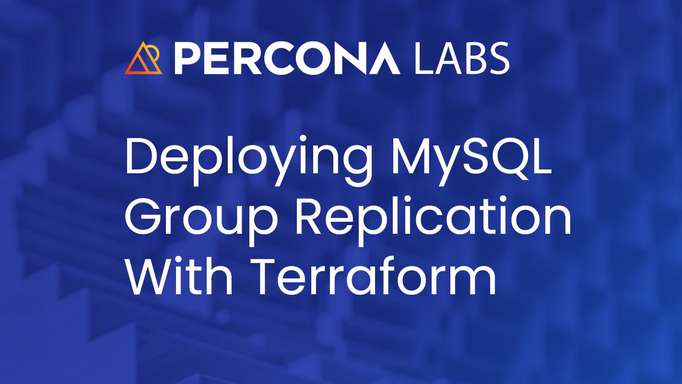 PERCONA LABS
Deploying MySQL
Group Replication
With Terraform